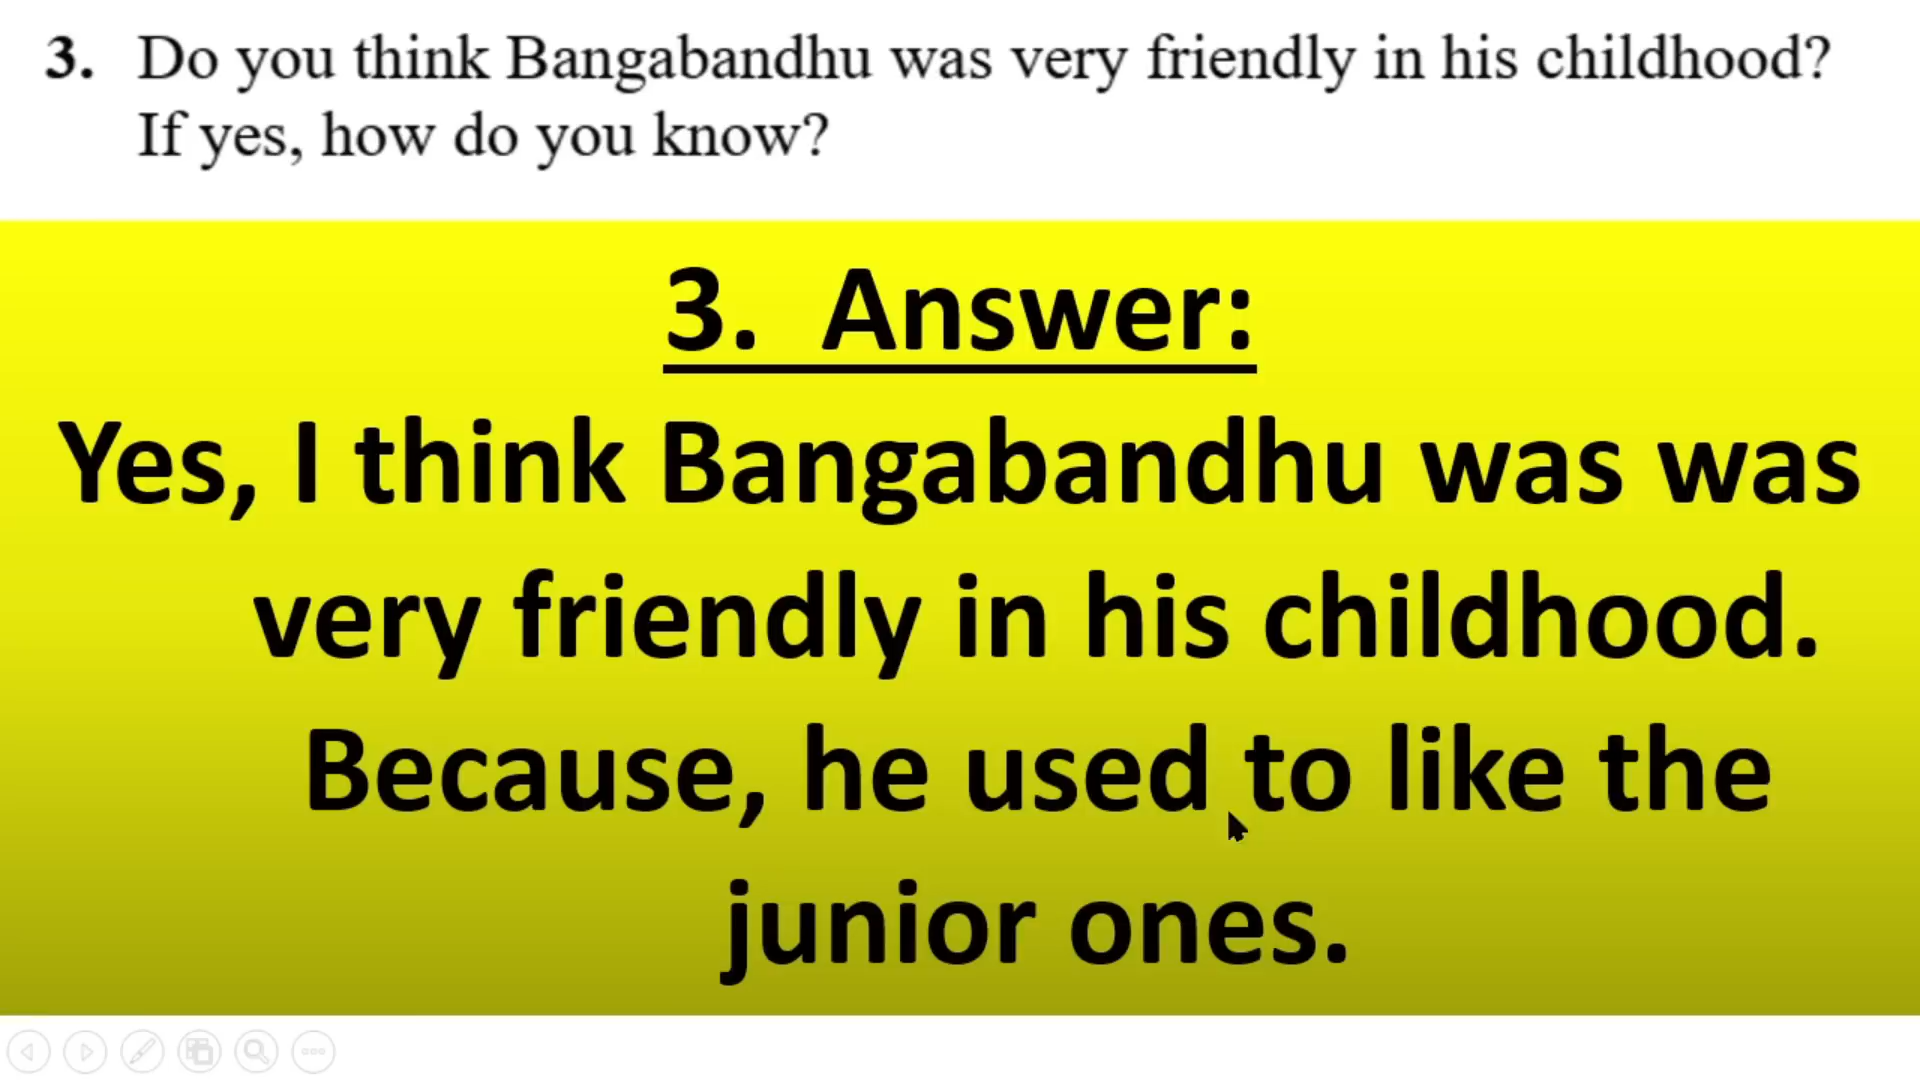 3. Do you think Bangabandhu was very friendly in his childhood?
If yes, how do you know?
3. Answer:
Yes, I think Bangabandhu was was
very friendly in his childhood.
Because, he used to like the
junior ones.